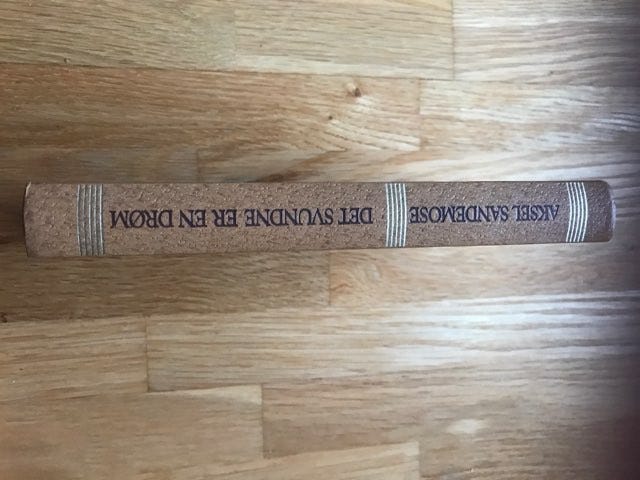 AKSEL SANDEMOSE
DET SVUNDNE ER EN DRØM